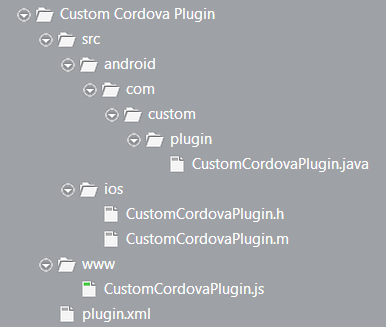 Custom Cordova Plugin
src
android
com
custom
plugin
CustomCordovaPlugin.java
ios
CustomCordovaPlugin.h
CustomCordovaPlugin.m
www
CustomCordovaPlugin.js
plugin.xml